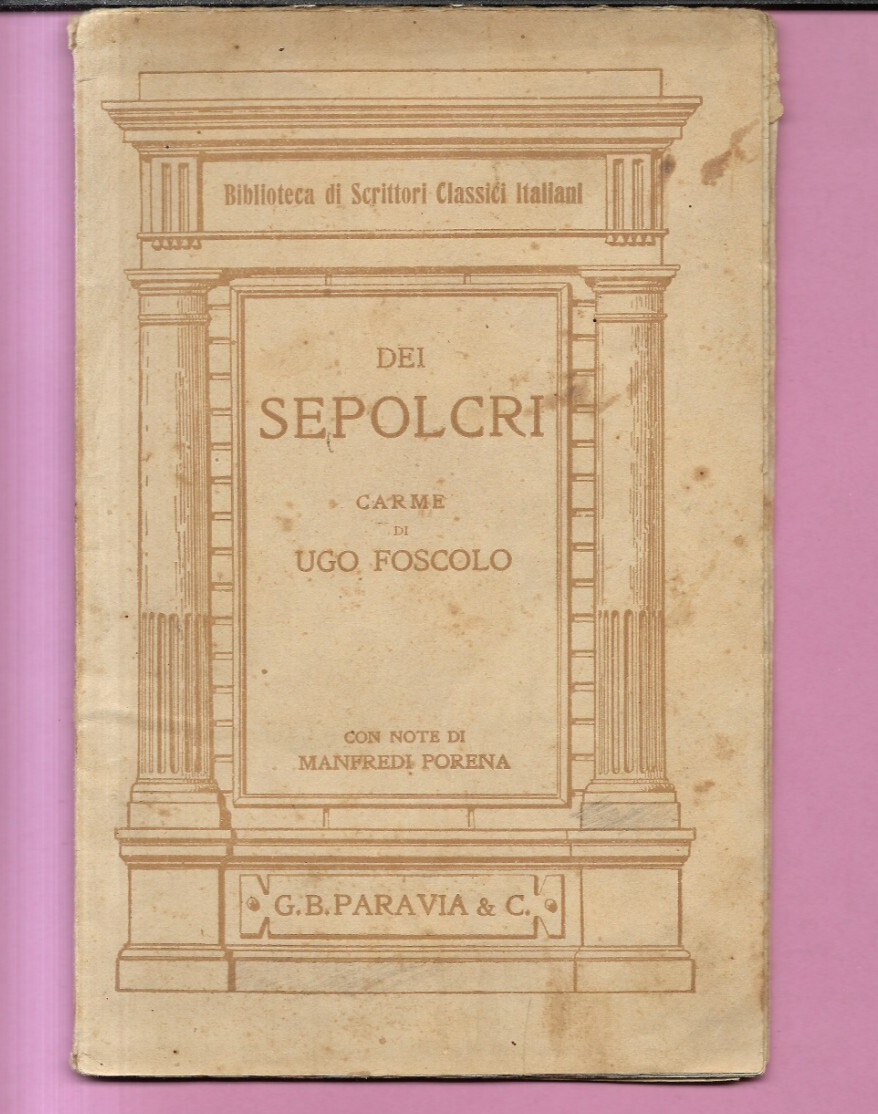 Biblioteca di Scrittori Classici Italiani
DEI
SEPOLCRI
CARME
DI
UGO FOSCOLO
CON NOTE DI
MANFREDI PORENA
G.B. PARAVIA & C.